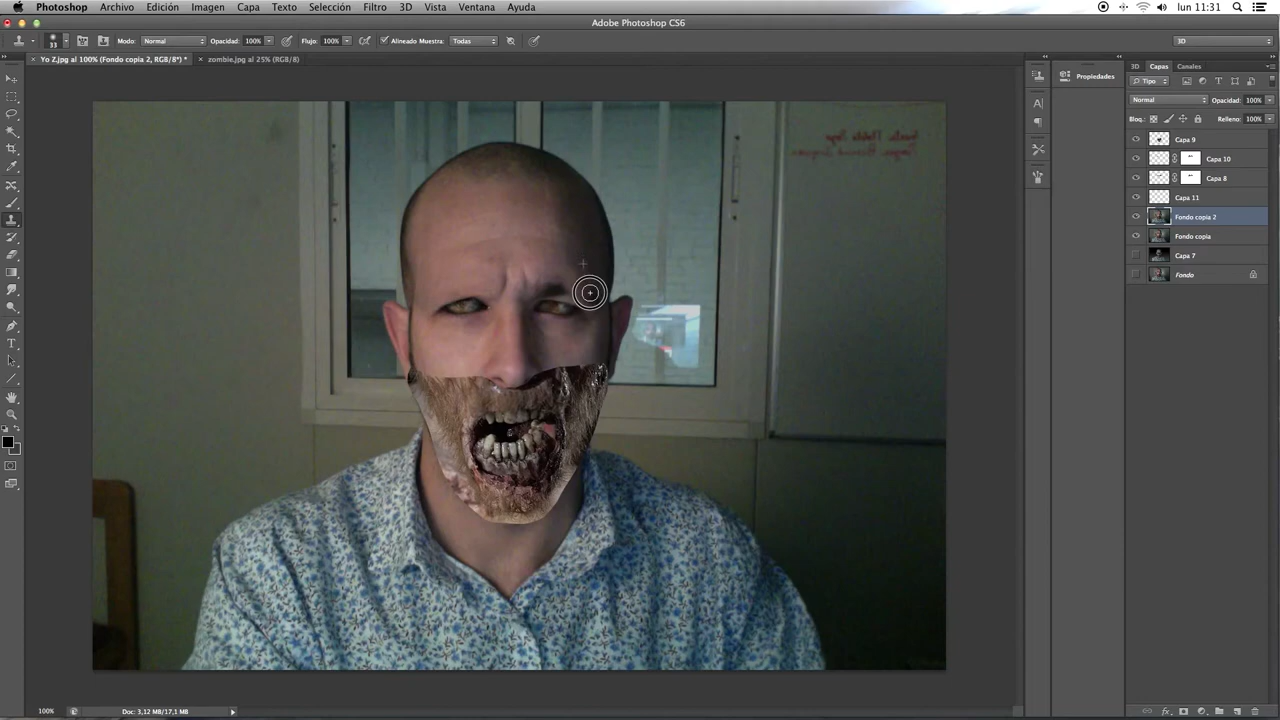 Photoshop Archivo Edición Imagen Capa Texto Selección Filtro 3D Vista Ventana Ayuda lun 11:31
Adobe Photoshop CS6
33 Modo: Normal Opacidad: 100% Flujo: 100% Alineado Muestra: Todas 3D
Yo Z.jpg al 100% (Fondo copia 2, RGB/8*) * zombie.jpg al 25% (RGB/8)
3D Capas Canales
Propiedades
Tipo
Normal Opacidad: 100%
Bloq.: Relleno: 100%
Capa 9
Capa 10
Capa 8
Capa 11
Fondo copia 2
Fondo copia
Capa 7
Fondo
100% Doc: 3,12 MB/17,1 MB